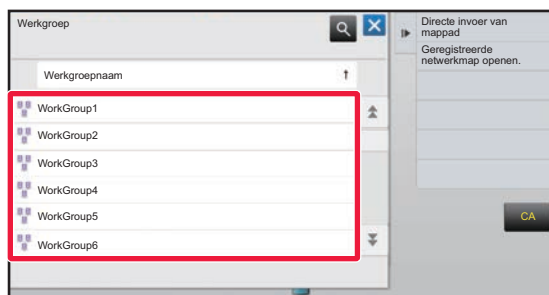 Werkgroep
Werkgroepnaam
WorkGroup1
WorkGroup2
WorkGroup3
WorkGroup4
WorkGroup5
WorkGroup6
Directe invoer van
mappad
Geregistreerde
netwerkmap openen.
CA